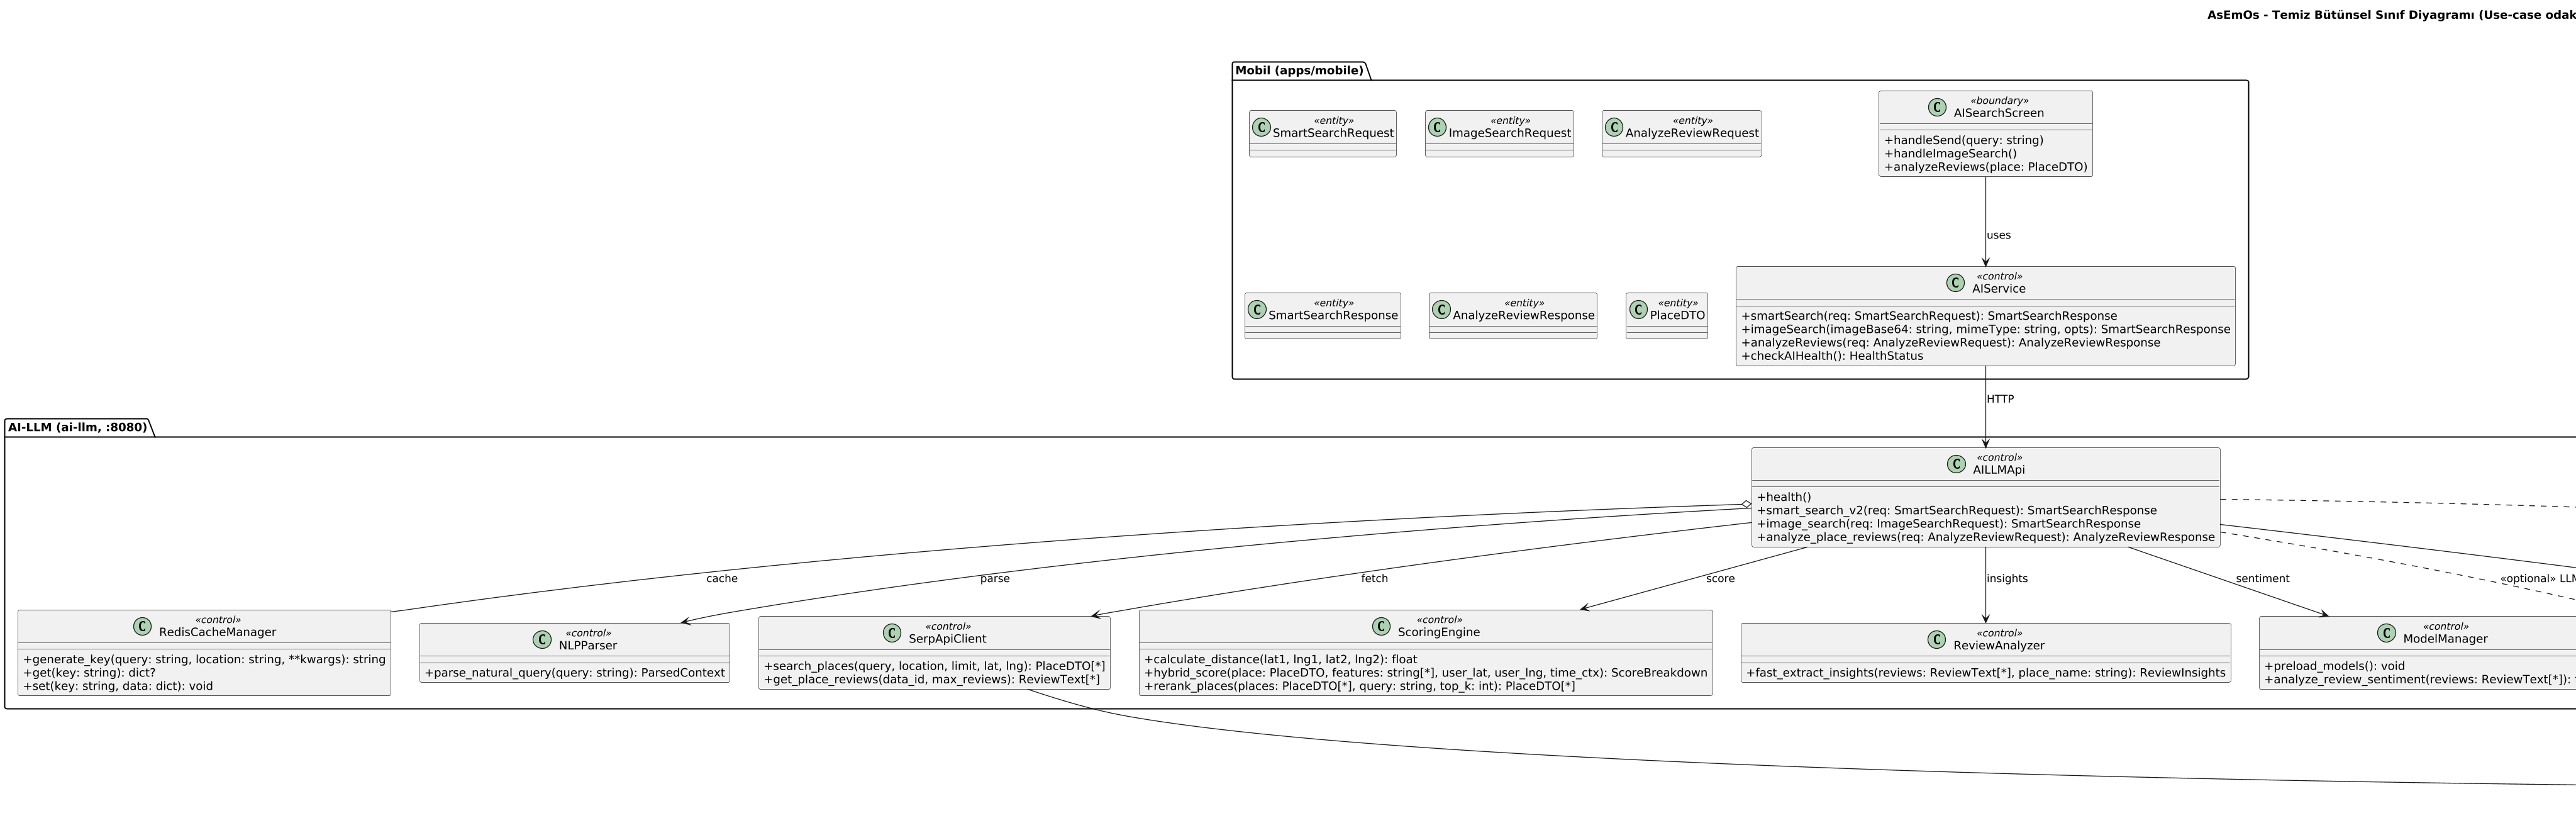 AsEmOs - Temiz Bütünsel Sınıf Diyagramı (Use-case odak
Mobil (apps/mobile)
«entity»
C SmartSearchRequest
«entity»
C ImageSearchRequest
«entity»
C AnalyzeReviewRequest
«boundary»
C AISearchScreen
+handleSend(query: string)
+handleImageSearch()
+analyzeReviews(place: PlaceDTO)
uses
«entity»
C SmartSearchResponse
«entity»
C AnalyzeReviewResponse
«entity»
C PlaceDTO
«control»
C AIService
+smartSearch(req: SmartSearchRequest): SmartSearchResponse
+imageSearch(imageBase64: string, mimeType: string, opts): SmartSearchResponse
+analyzeReviews(req: AnalyzeReviewRequest): AnalyzeReviewResponse
+checkAIHealth(): HealthStatus
HTTP
AI-LLM (ai-llm, :8080)
«control»
C AILLMApi
+health()
+smart_search_v2(req: SmartSearchRequest): SmartSearchResponse
+image_search(req: ImageSearchRequest): SmartSearchResponse
+analyze_place_reviews(req: AnalyzeReviewRequest): AnalyzeReviewResponse
cache
parse
fetch
score
insights
sentiment
«optional» LLM
«control»
C RedisCacheManager
+generate_key(query: string, location: string, **kwargs): string
+get(key: string): dict?
+set(key: string, data: dict): void
«control»
C NLPParser
+parse_natural_query(query: string): ParsedContext
«control»
C SerpApiClient
+search_places(query, location, limit, lat, lng): PlaceDTO[*]
+get_place_reviews(data_id, max_reviews): ReviewText[*]
«control»
C ScoringEngine
+calculate_distance(lat1, lng1, lat2, lng2): float
+hybrid_score(place: PlaceDTO, features: string[*], user_lat, user_lng, time_ctx): ScoreBreakdown
+rerank_places(places: PlaceDTO[*], query: string, top_k: int): PlaceDTO[*]
«control»
C ReviewAnalyzer
+fast_extract_insights(reviews: ReviewText[*], place_name: string): ReviewInsights
«control»
C ModelManager
+preload_models(): void
+analyze_review_sentiment(reviews: ReviewText[*]):